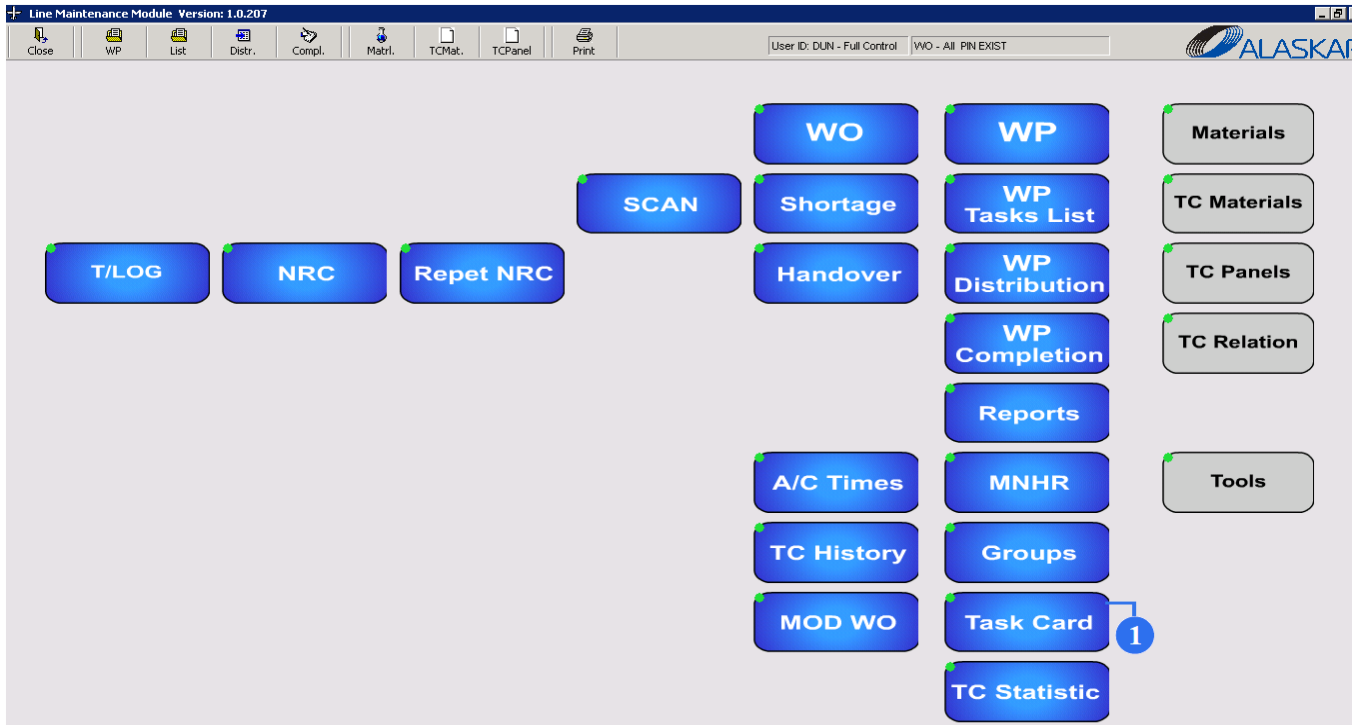 Line Maintenance Module Version: 1.0.207
Close WP List Distr. Compl. Matrl. TCMat. TCPanel Print
User ID: DUN - Full Control WO - All PIN EXIST
WO WP Materials
SCAN Shortage WP Tasks List TC Materials
T/LOG NRC Repet NRC Handover WP Distribution TC Panels
WP Completion TC Relation
Reports
A/C Times MNHR Tools
TC History Groups
MOD WO Task Card
1
TC Statistic